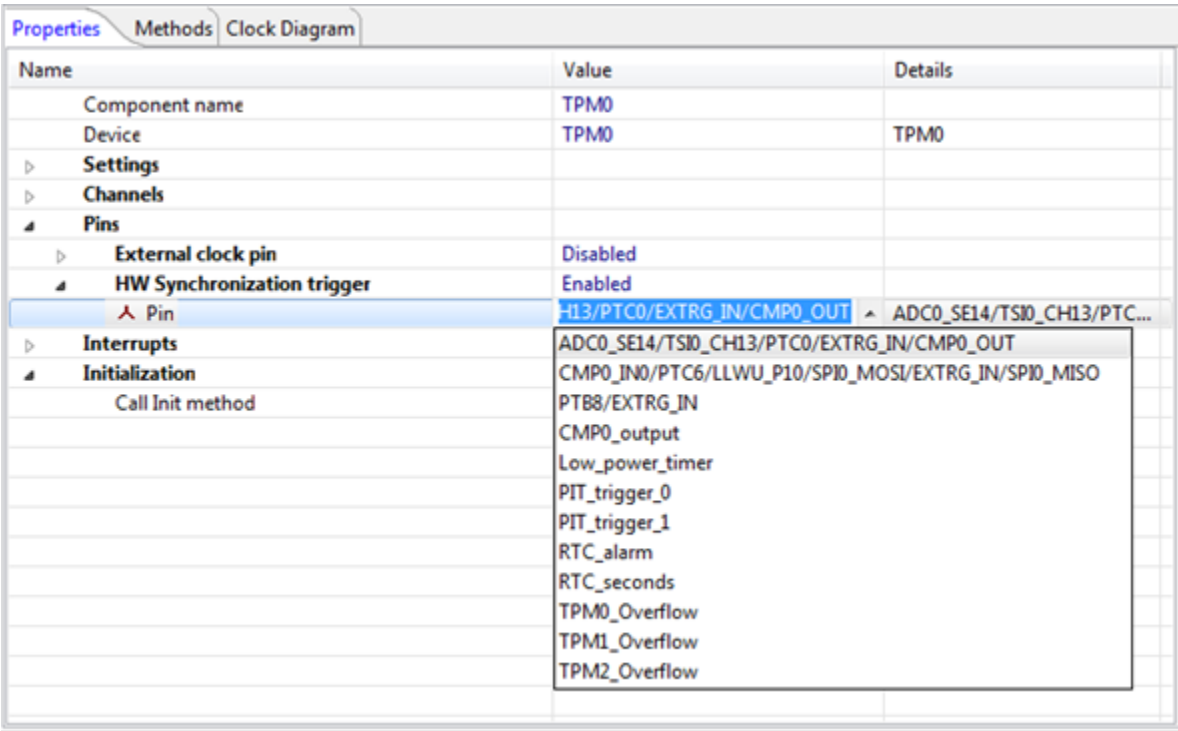 Properties Methods Clock Diagram
Name Value Details
Component name TPM0
Device TPM0 TPM0
Settings
Channels
Pins
External clock pin Disabled
HW Synchronization trigger Enabled
Pin H13/PTC0/EXTRG_IN/CMP0_OUT ADC0_SE14/TSI0_CH13/PTC...
Interrupts ADC0_SE14/TSI0_CH13/PTC0/EXTRG_IN/CMP0_OUT
Initialization CMP0_IN0/PTC6/LLWU_P10/SPI0_MOSI/EXTRG_IN/SPI0_MISO
Call Init method PTB8/EXTRG_IN
CMP0_output
Low_power_timer
PIT_trigger_0
PIT_trigger_1
RTC_alarm
RTC_seconds
TPM0_Overflow
TPM1_Overflow
TPM2_Overflow